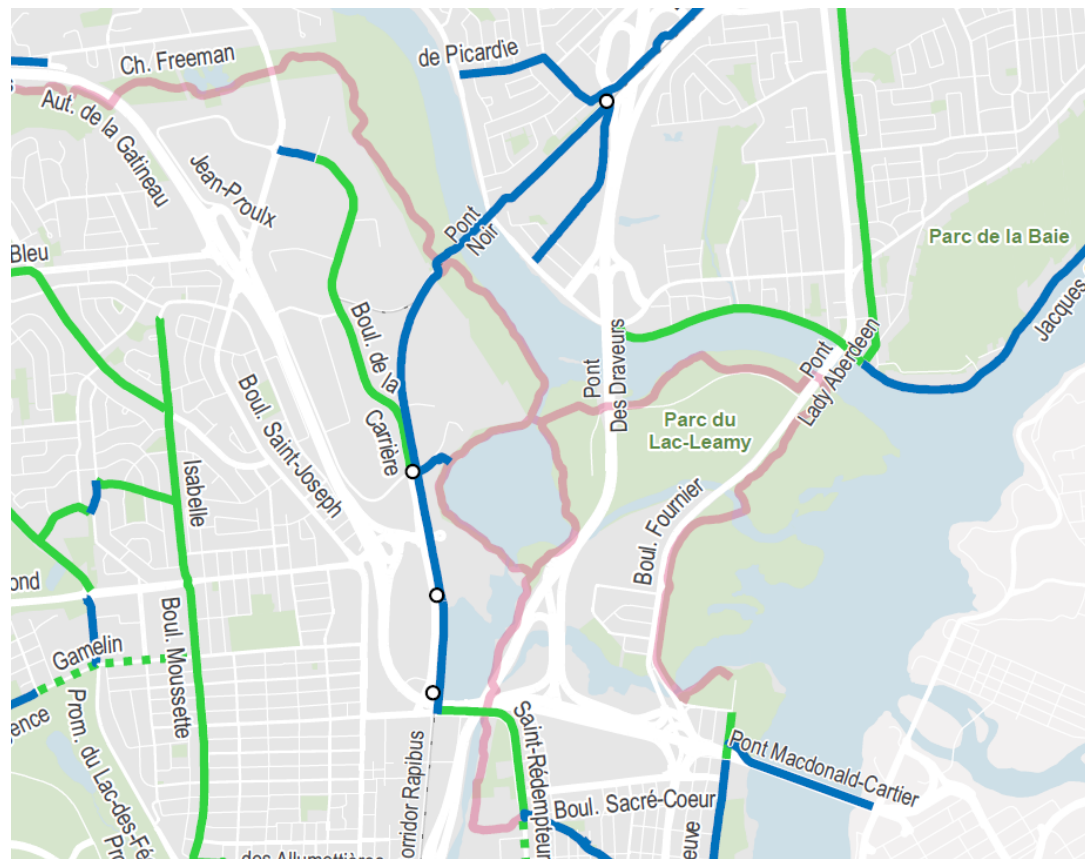 Ch. Freeman
de Picardie
Aut. de la Gatineau
Jean-Proulx
Pont
Noir
Parc de la Baie
Bleu
Jacques
Boul. de la
Carrière
Pont
Des Draveurs
Pont
Lady Aberdeen
Boul. Saint-Joseph
Parc du
Lac-Leamy
Isabelle
Boul. Fournier
ond
Boul. Moussette
Gamelin
gence
Prom. du Lac-des-Fé
Pro
orridor Rapibus
Saint-Rédempteur
Pont Macdonald-Cartier
Boul. Sacré-Coeur
euve
des Allumettières